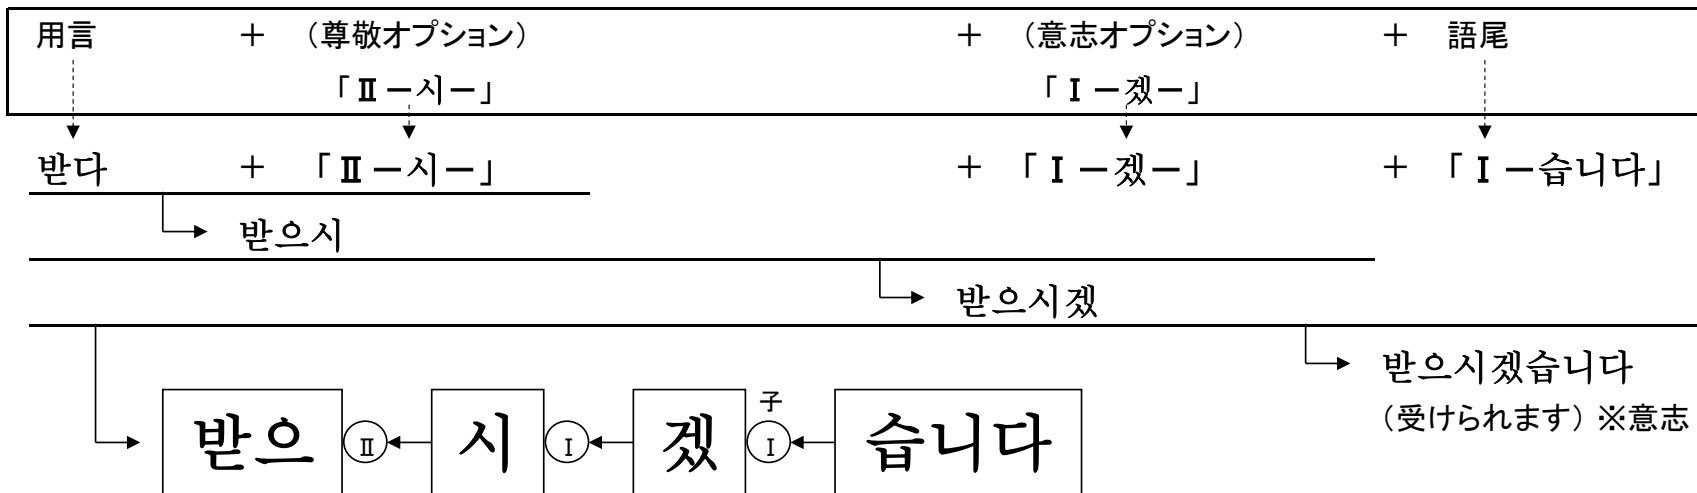 用言 + （尊敬オプション） + （意志オプション） + 語尾
「Ⅱ－시－」 「Ⅰ－겠－」
받다 + 「Ⅱ－시－」 + 「Ⅰ－겠－」 + 「Ⅰ－습니다」
받으시
받으시겠
받으시겠습니다
（受けられます）※意志
子
받으 Ⅱ 시 Ⅰ 겠 Ⅰ 습니다